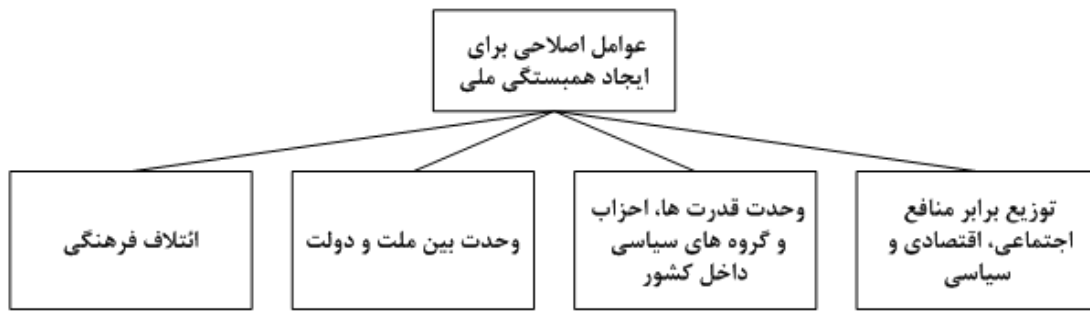 عوامل اصلاحی برای
ایجاد همبستگی ملی
توزیع برابر منافع
اجتماعی، اقتصادی و
سیاسی
وحدت قدرت ها، احزاب
و گروه های سیاسی
داخل کشور
وحدت بین ملت و دولت
ائتلاف فرهنگی